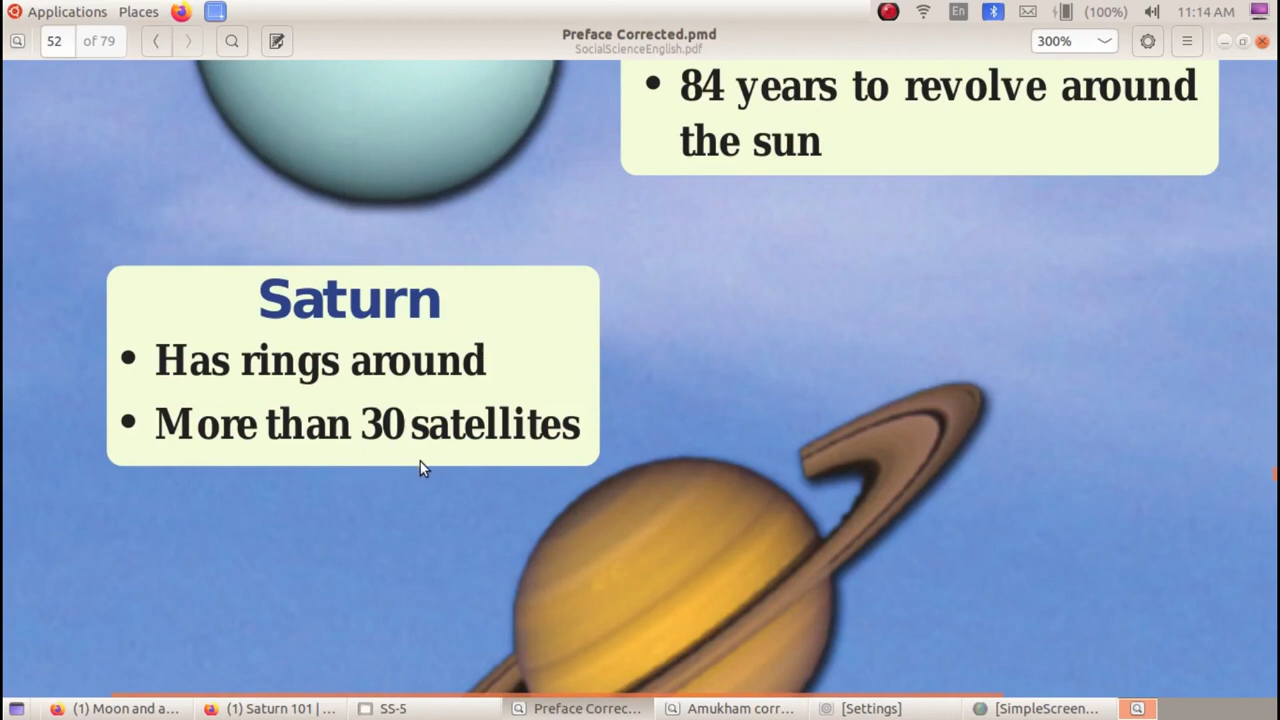 Applications Places En (100%) 11:14 AM
52 of 79 Preface Corrected.pmd 300%
SocialScienceEnglish.pdf
• 84 years to revolve around
the sun
Saturn
• Has rings around
• More than 30 satellites
(1) Moon and a... (1) Saturn 101 | ... SS-5 Preface Correc... Amukham corr... [Settings] [SimpleScreen...